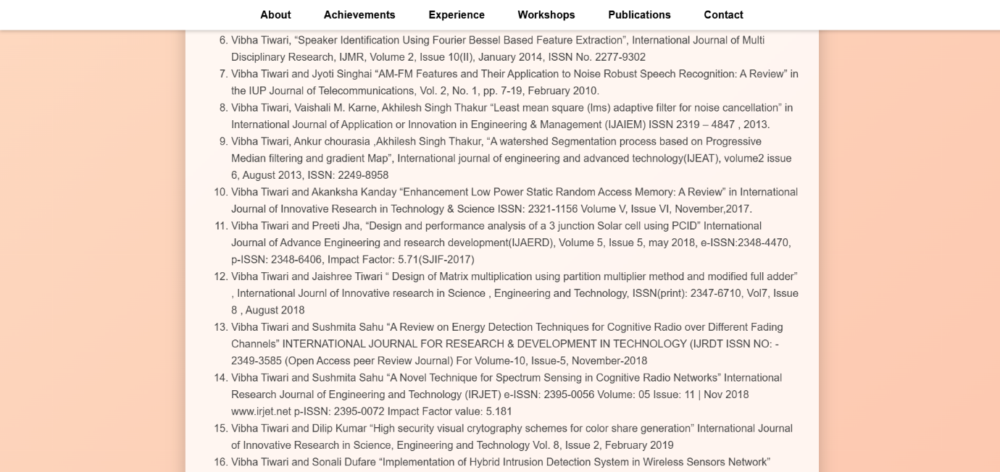 About Achievements Experience Workshops Publications Contact
6. Vibha Tiwari, “Speaker Identification Using Fourier Bessel Based Feature Extraction”, International Journal of Multi
Disciplinary Research, IJMR, Volume 2, Issue 10(II), January 2014, ISSN No. 2277-9302
7. Vibha Tiwari and Jyoti Singhai “AM-FM Features and Their Application to Noise Robust Speech Recognition: A Review” in
the IUP Journal of Telecommunications, Vol. 2, No. 1, pp. 7-19, February 2010.
8. Vibha Tiwari, Vaishali M. Karne, Akhilesh Singh Thakur “Least mean square (lms) adaptive filter for noise cancellation” in
International Journal of Application or Innovation in Engineering & Management (IJAIEM) ISSN 2319 – 4847 , 2013.
9. Vibha Tiwari, Ankur chourasia ,Akhilesh Singh Thakur, “A watershed Segmentation process based on Progressive
Median filtering and gradient Map”, International journal of engineering and advanced technology(IJEAT), volume2 issue
6, August 2013, ISSN: 2249-8958
10. Vibha Tiwari and Akanksha Kanday “Enhancement Low Power Static Random Access Memory: A Review” in International
Journal of Innovative Research in Technology & Science ISSN: 2321-1156 Volume V, Issue VI, November,2017.
11. Vibha Tiwari and Preeti Jha, “Design and performance analysis of a 3 junction Solar cell using PCID” International
Journal of Advance Engineering and research development(IJAERD), Volume 5, Issue 5, may 2018, e-ISSN:2348-4470,
p-ISSN: 2348-6406, Impact Factor: 5.71(SJIF-2017)
12. Vibha Tiwari and Jaishree Tiwari “ Design of Matrix multiplication using partition multiplier method and modified full adder”
, International Journl of Innovative research in Science , Engineering and Technology, ISSN(print): 2347-6710, Vol7, Issue
8 , August 2018
13. Vibha Tiwari and Sushmita Sahu “A Review on Energy Detection Techniques for Cognitive Radio over Different Fading
Channels” INTERNATIONAL JOURNAL FOR RESEARCH & DEVELOPMENT IN TECHNOLOGY (IJRDT ISSN NO: -
2349-3585 (Open Access peer Review Journal) For Volume-10, Issue-5, November-2018
14. Vibha Tiwari and Sushmita Sahu “A Novel Technique for Spectrum Sensing in Cognitive Radio Networks” International
Research Journal of Engineering and Technology (IRJET) e-ISSN: 2395-0056 Volume: 05 Issue: 11 | Nov 2018
www.irjet.net p-ISSN: 2395-0072 Impact Factor value: 5.181
15. Vibha Tiwari and Dilip Kumar “High security visual crytography schemes for color share generation” International Journal
of Innovative Research in Science, Engineering and Technology Vol. 8, Issue 2, February 2019
16. Vibha Tiwari and Sonali Dufare “Implementation of Hybrid Intrusion Detection System in Wireless Sensors Network”